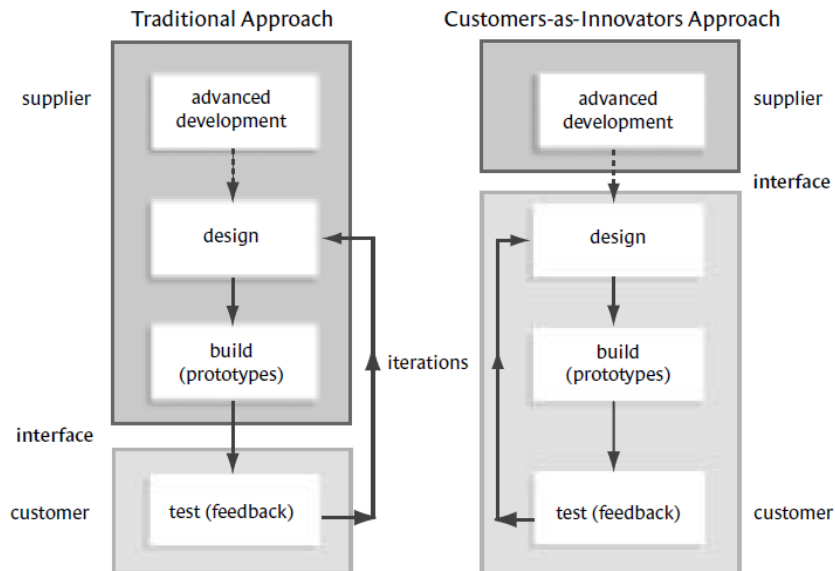 Traditional Approach
supplier
advanced
development
design
build
(prototypes)
iterations
interface
customer
test (feedback)
Customers-as-Innovators Approach
advanced
development
supplier
interface
design
build
(prototypes)
test (feedback)
customer